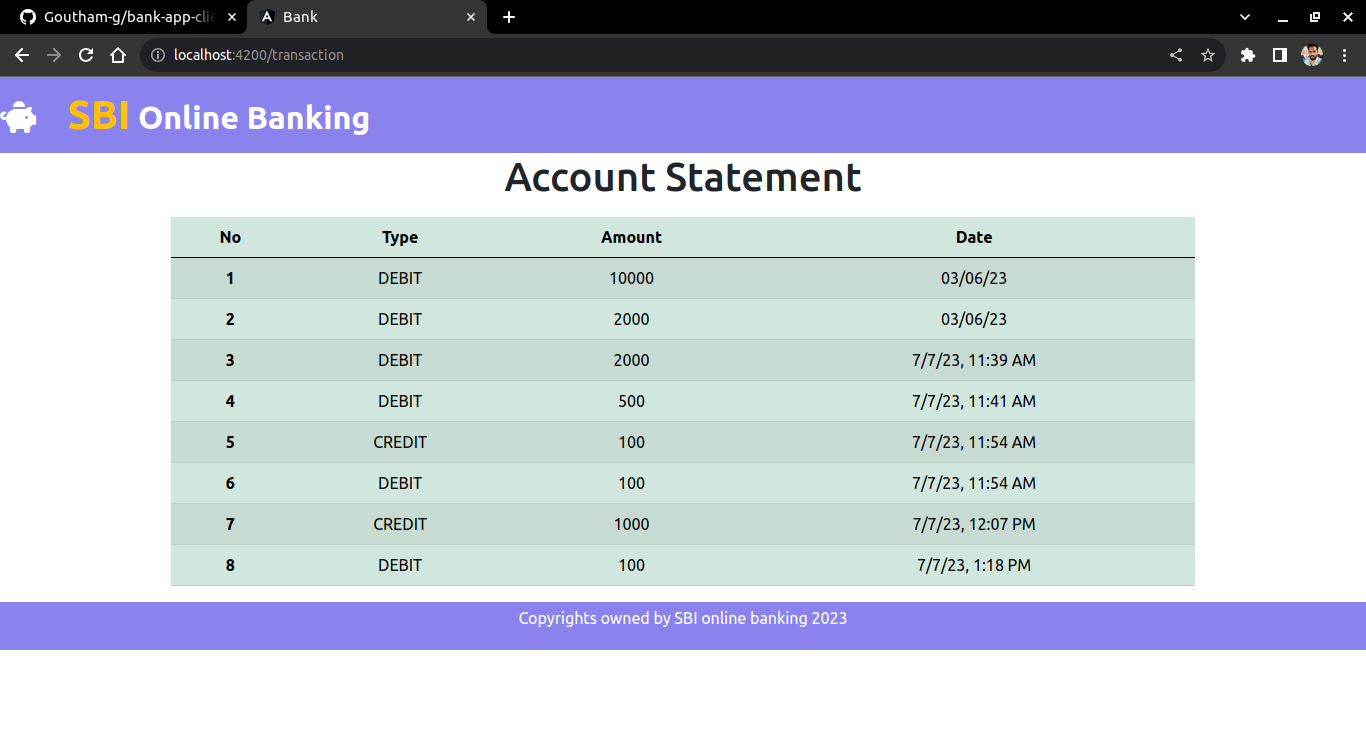 Goutham-g/bank-app-clie
Bank
localhost:4200/transaction
SBI Online Banking
Account Statement
No Type Amount Date
1 DEBIT 10000 03/06/23
2 DEBIT 2000 03/06/23
3 DEBIT 2000 7/7/23, 11:39 AM
4 DEBIT 500 7/7/23, 11:41 AM
5 CREDIT 100 7/7/23, 11:54 AM
6 DEBIT 100 7/7/23, 11:54 AM
7 CREDIT 1000 7/7/23, 12:07 PM
8 DEBIT 100 7/7/23, 1:18 PM
Copyrights owned by SBI online banking 2023